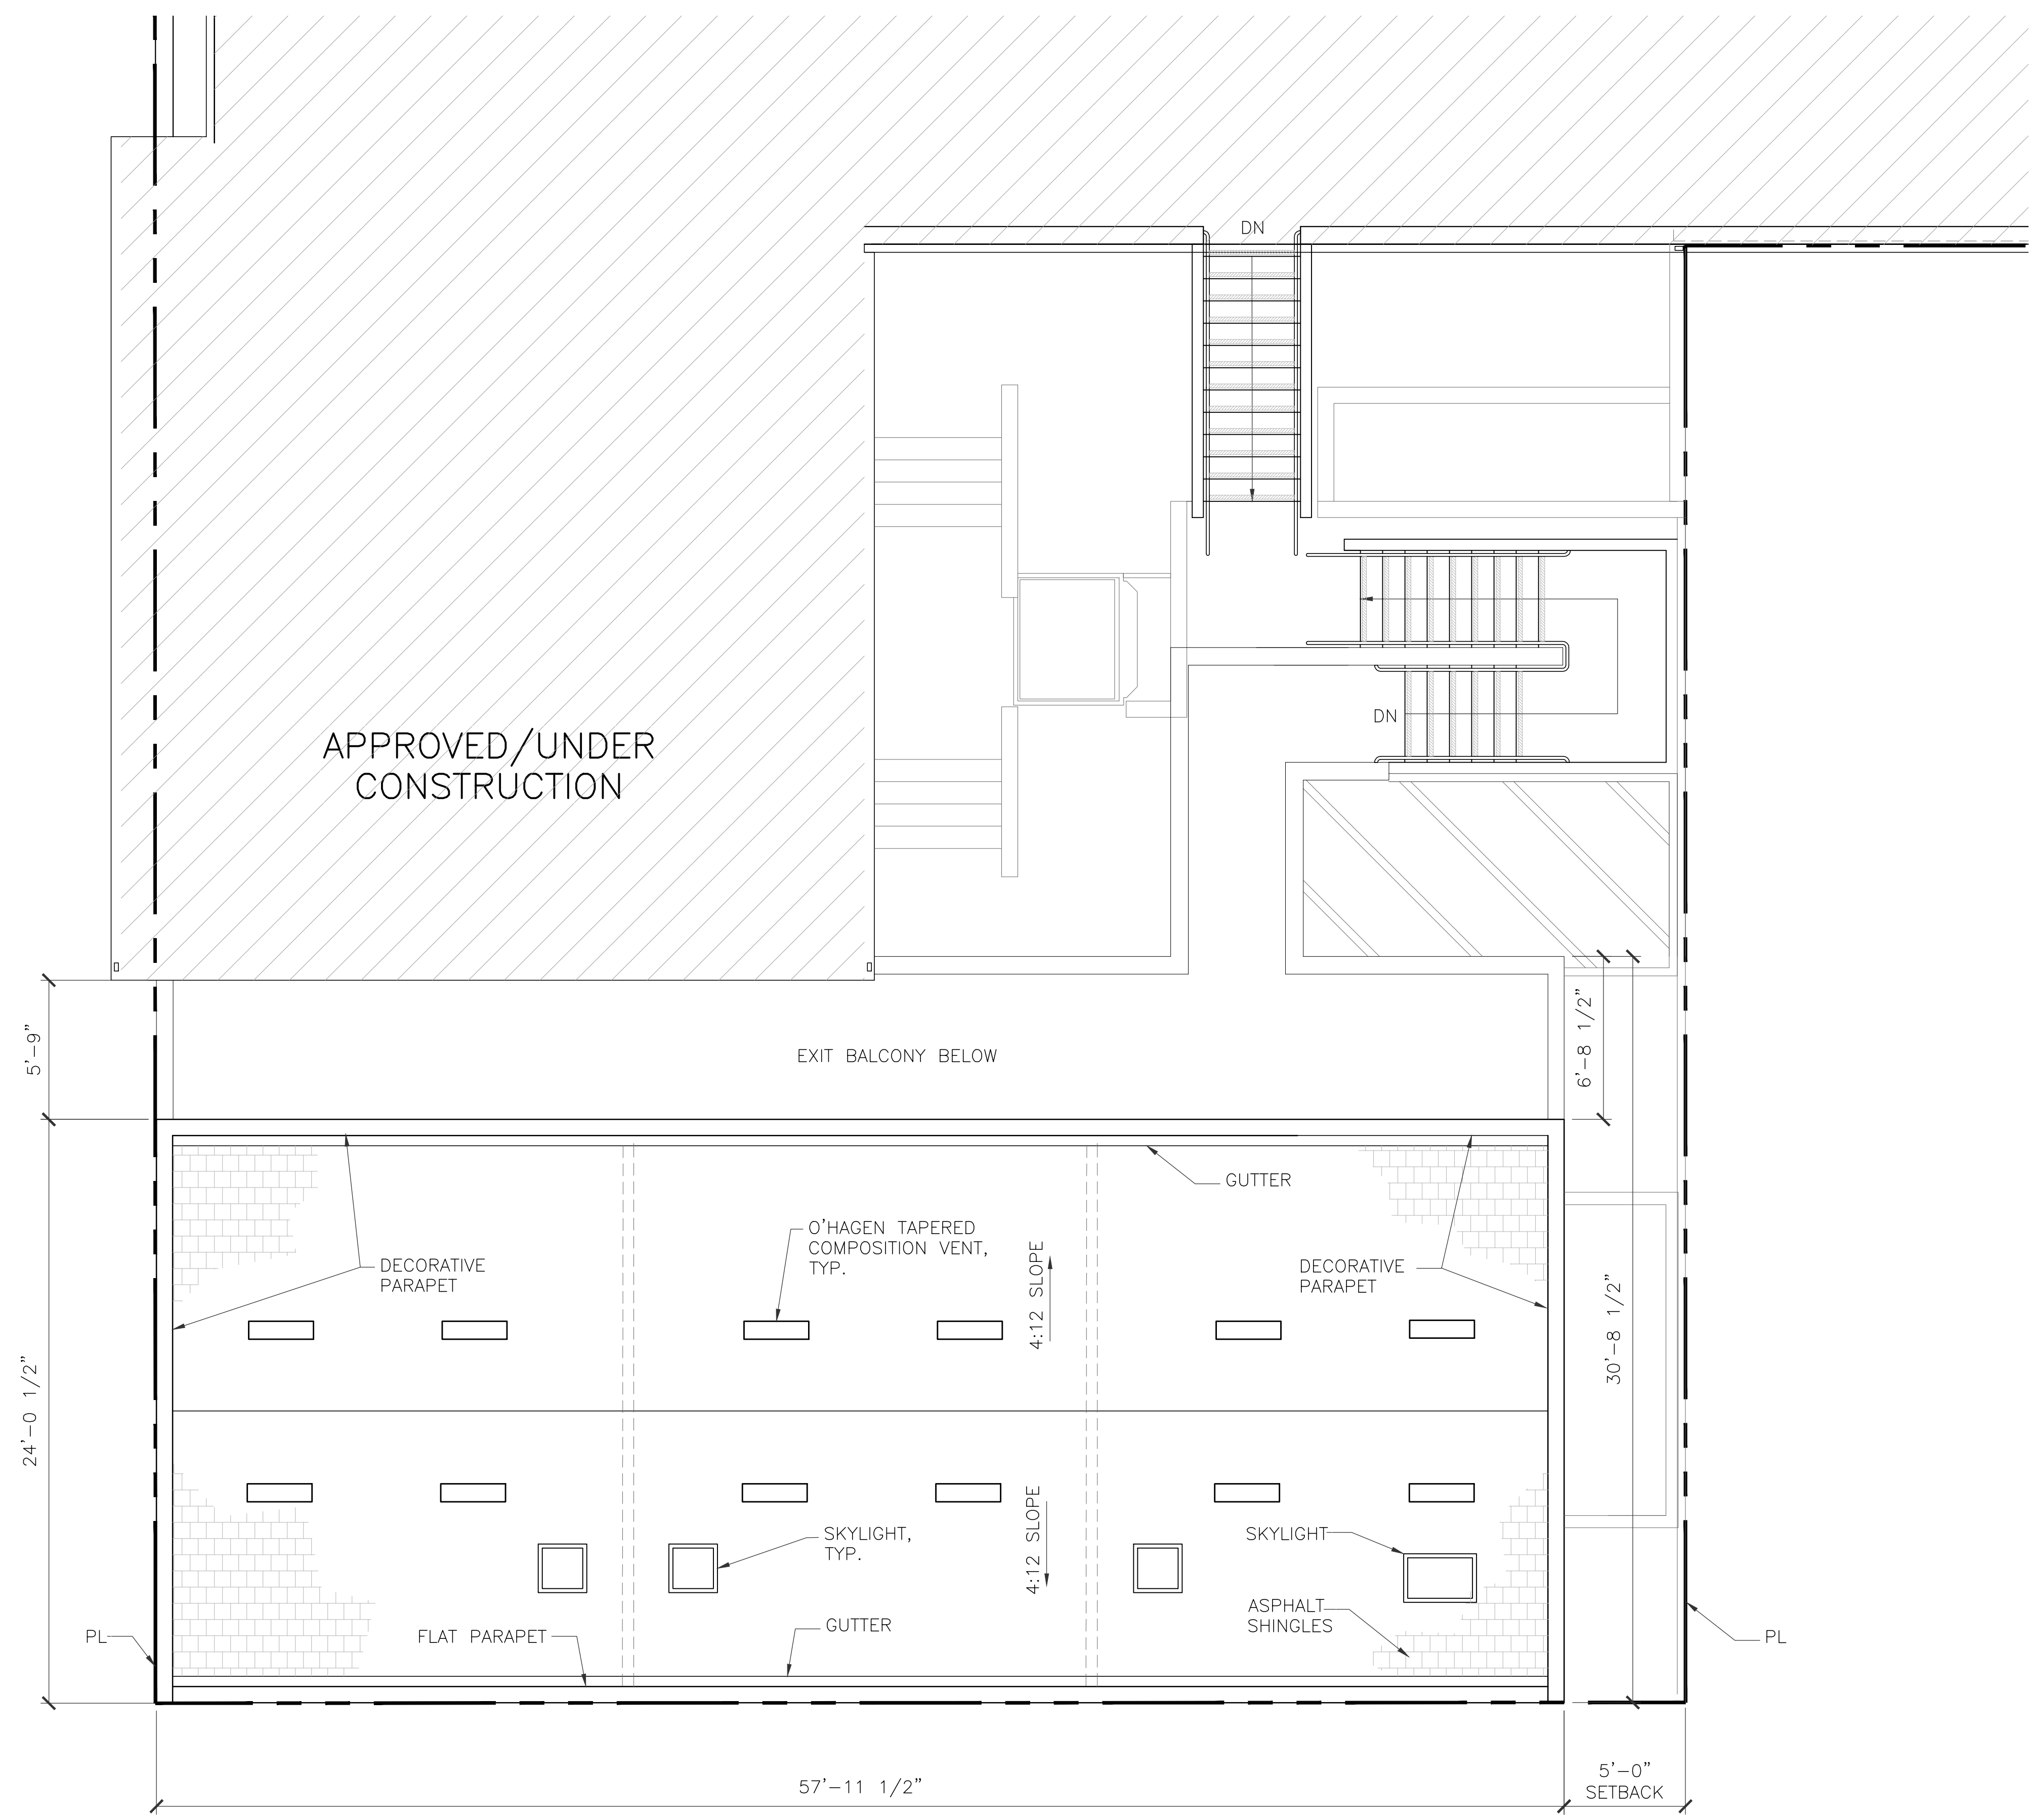 DN
DN
APPROVED/UNDER
CONSTRUCTION
5'-9"
EXIT BALCONY BELOW
6'-8 1/2"
GUTTER
O'HAGEN TAPERED
COMPOSITION VENT,
TYP.
4:12 SLOPE
DECORATIVE
PARAPET
DECORATIVE
PARAPET
30'-8 1/2"
24'-0 1/2"
4:12 SLOPE
SKYLIGHT,
TYP.
SKYLIGHT
ASPHALT
SHINGLES
GUTTER
FLAT PARAPET
PL
PL
57'-11 1/2"
5'-0"
SETBACK